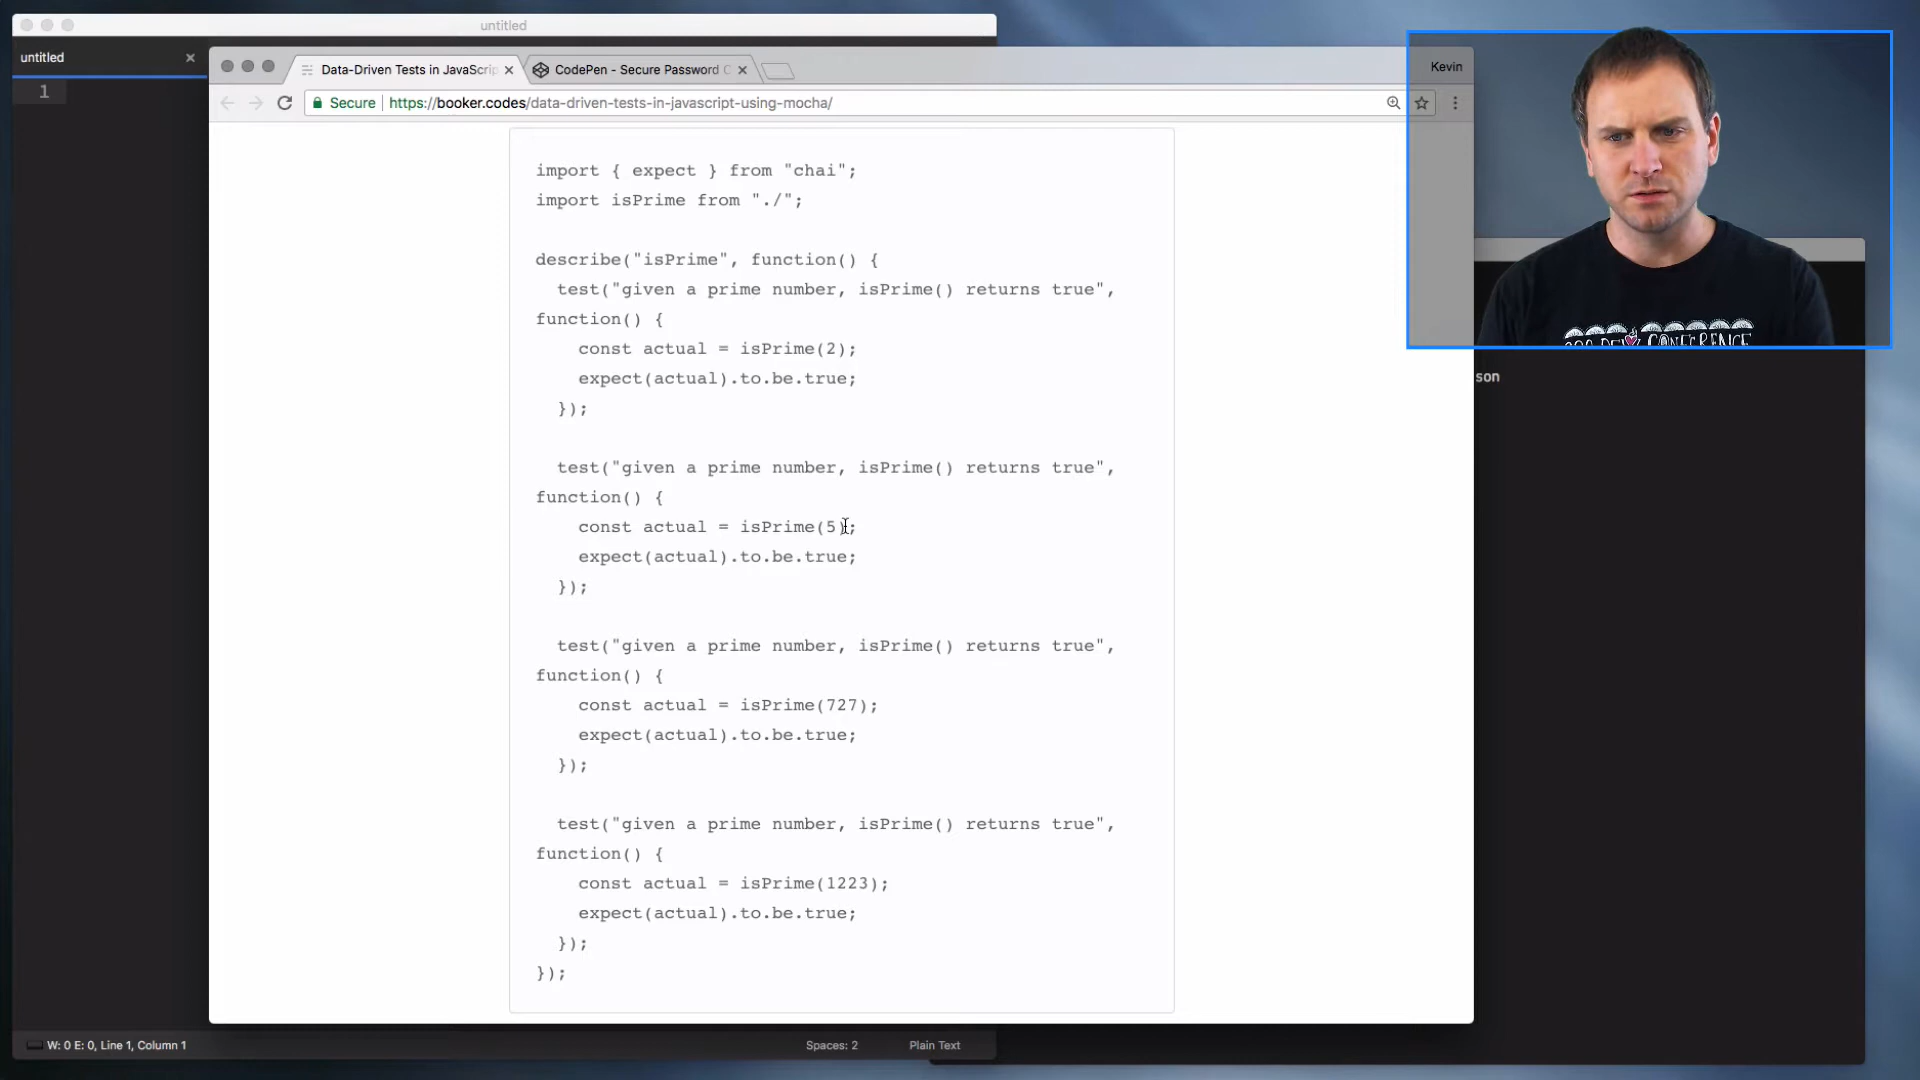 untitled
untitled
1
Data-Driven Tests in JavaScri
CodePen - Secure Password
Kevin
Secure https://booker.codes/data-driven-tests-in-javascript-using-mocha/
import { expect } from "chai";
import isPrime from "./";
describe("isPrime", function() {
test("given a prime number, isPrime() returns true",
function() {
const actual = isPrime(2);
expect(actual).to.be.true;
});
test("given a prime number, isPrime() returns true",
function() {
const actual = isPrime(5);
expect(actual).to.be.true;
});
test("given a prime number, isPrime() returns true",
function() {
const actual = isPrime(727);
expect(actual).to.be.true;
});
test("given a prime number, isPrime() returns true",
function() {
const actual = isPrime(1223);
expect(actual).to.be.true;
});
});
CONFERENCE
son
W: 0 E: 0, Line 1, Column 1
Spaces: 2
Plain Text